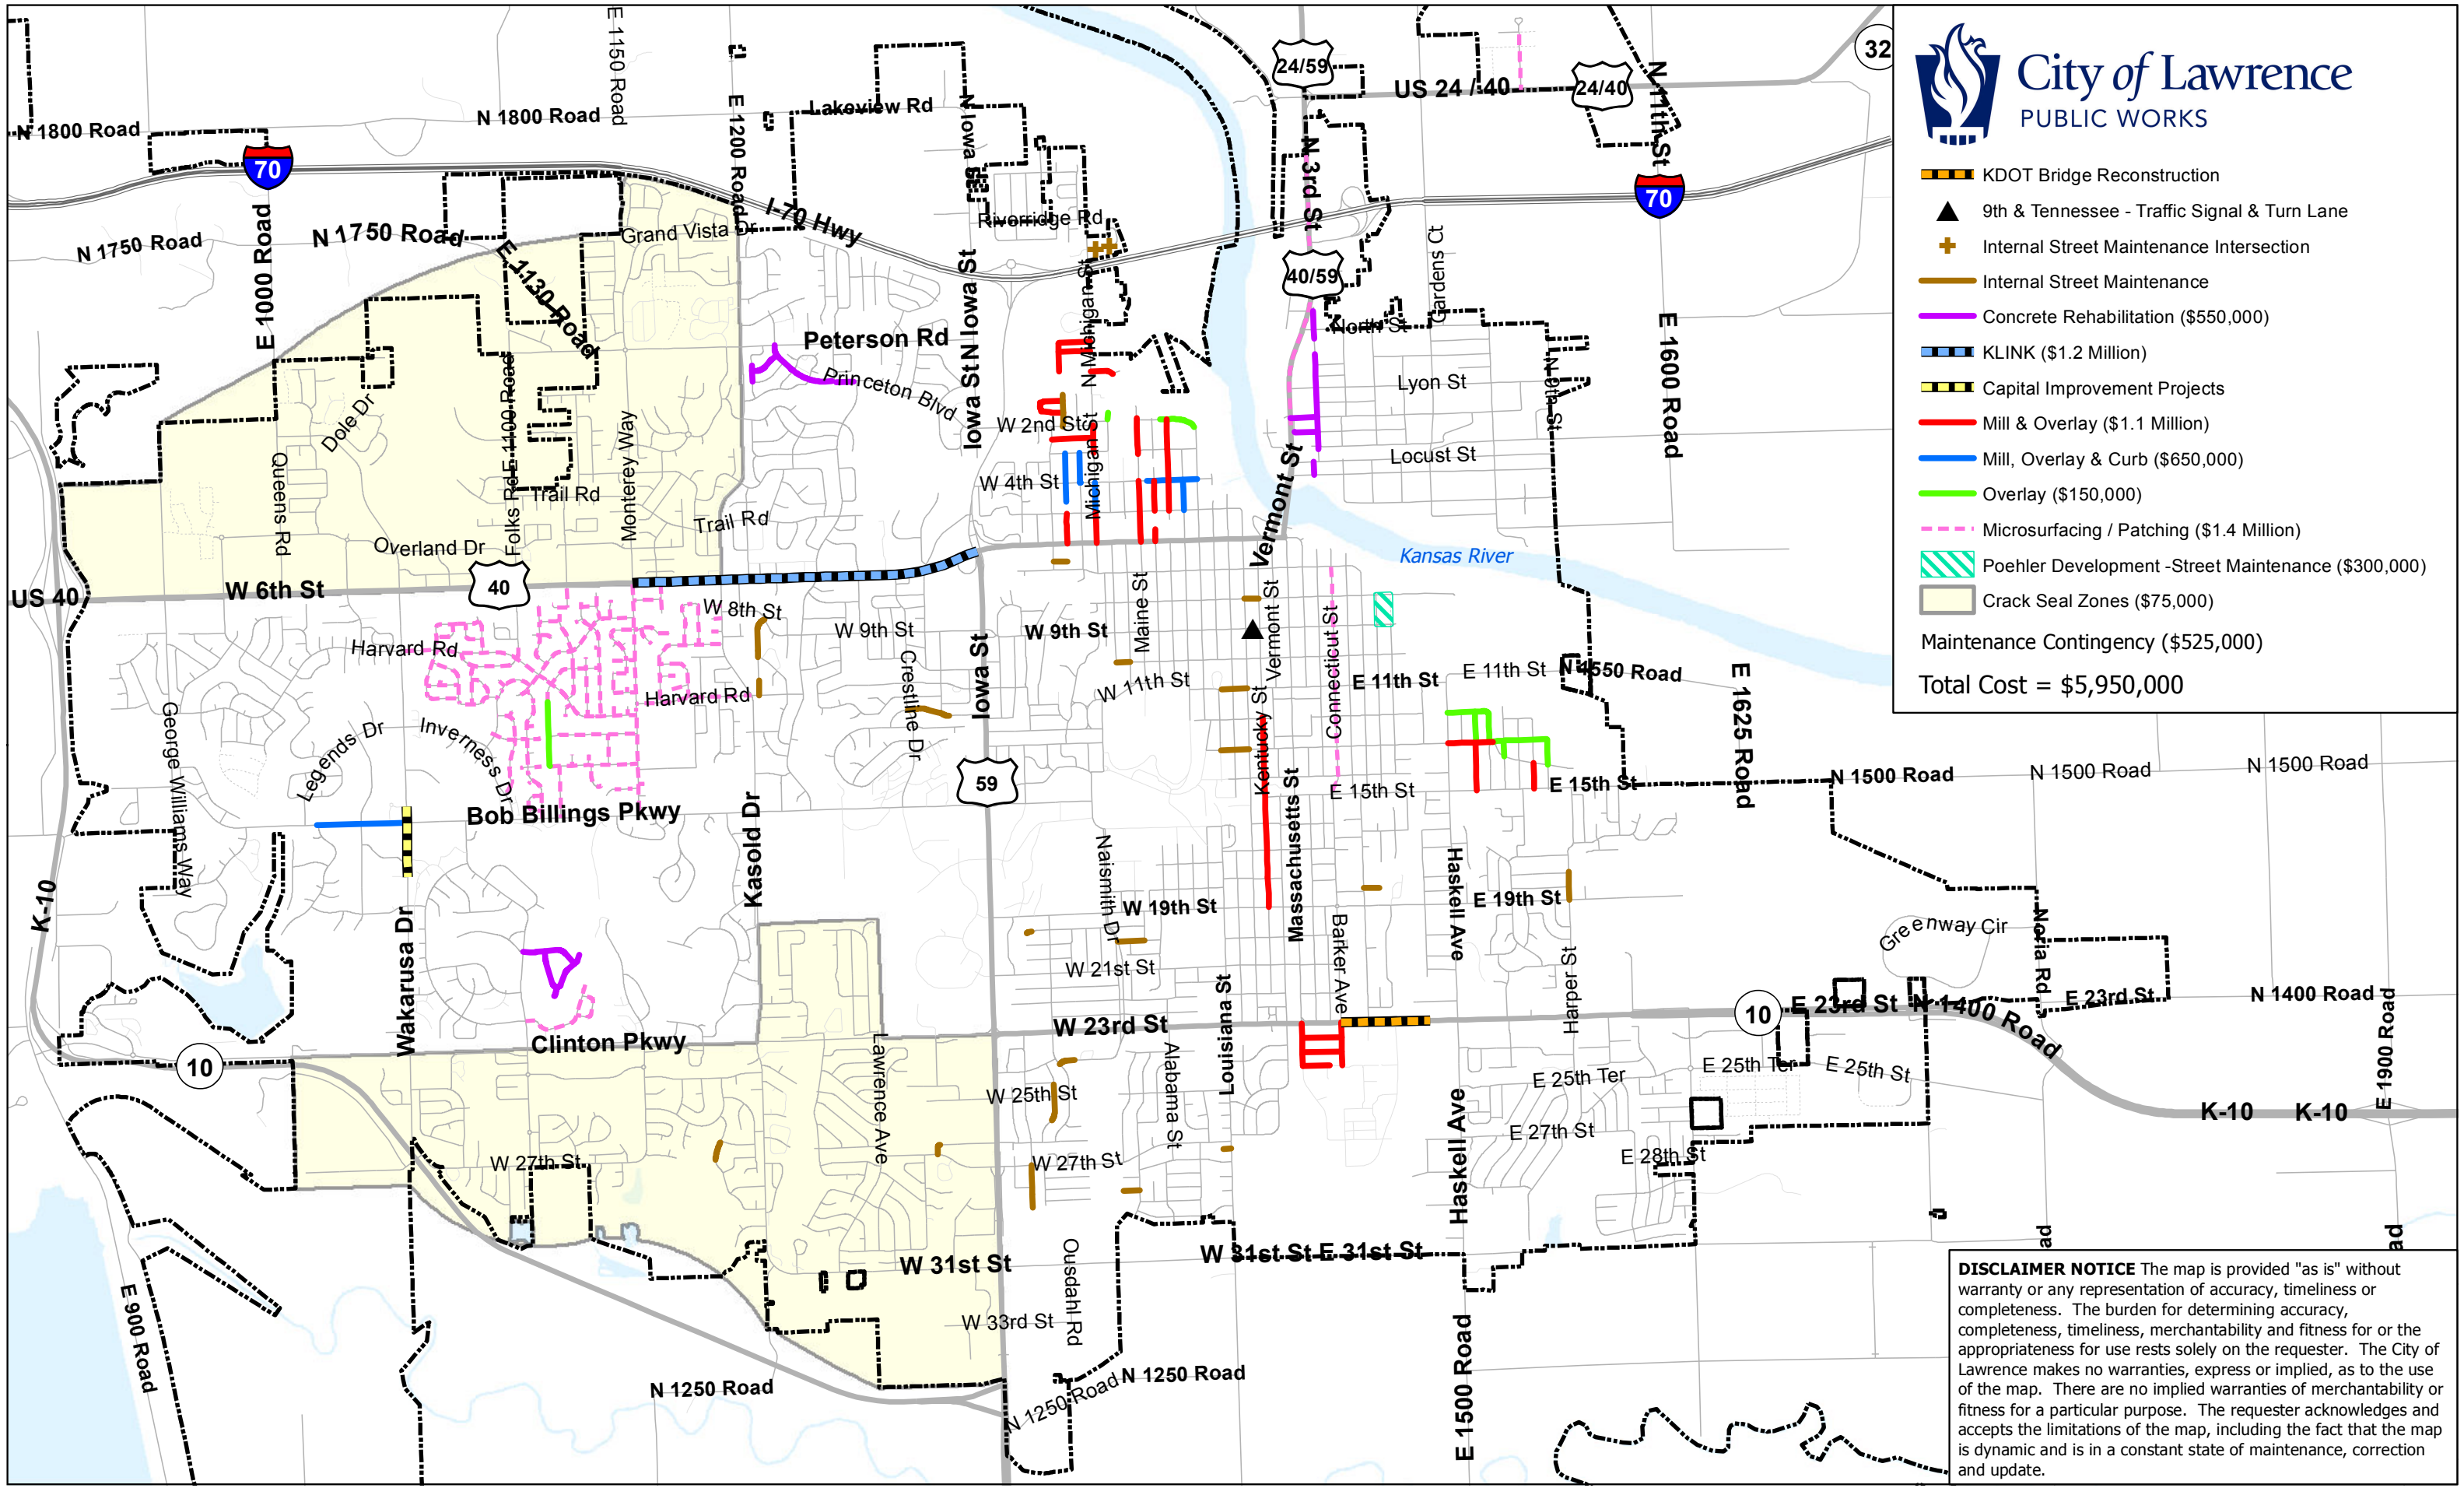 City of Lawrence
PUBLIC WORKS
KDOT Bridge Reconstruction
9th & Tennessee - Traffic Signal & Turn Lane
Internal Street Maintenance Intersection
Internal Street Maintenance
Concrete Rehabilitation ($550,000)
KLINK ($1.2 Million)
Capital Improvement Projects
Mill & Overlay ($1.1 Million)
Mill, Overlay & Curb ($650,000)
Overlay ($150,000)
Microsurfacing / Patching ($1.4 Million)
Poehler Development -Street Maintenance ($300,000)
Crack Seal Zones ($75,000)
Maintenance Contingency ($525,000)
Total Cost = $5,950,000
E 1150 Road
24/59
32
US 24 / 40
24/40
N 11th St
N 1800 Road
N 1800 Road
E 1200 Road
Lakeview Rd
N Iowa St
70
N 3rd St
70
N 1750 Road
E 1000 Road
N 1750 Road
E 1130 Road
Grand Vista Dr
I-70 Hwy
Riverridge Rd
N Michigan St
40/59
Gardens Ct
North St
Iowa St N Iowa St
Peterson Rd
Princeton Blvd
Lyon St
N 9th St
E 1600 Road
Dole Dr
Queens Rd
Folks Rd E 1100 Road
Monterey Way
Trail Rd
Trail Rd
W 2nd St
Michigan St
W 4th St
Locust St
Vermont St
Overland Dr
Kansas River
US 40
W 6th St
40
W 8th St
W 9th St
W 9th St
Maine St
Vermont St
Connecticut St
Harvard Rd
Harvard Rd
Crestline Dr
Iowa St
W 11th St
Kentucky St
E 11th St
E 11th St
N 1550 Road
E 1625 Road
George Williams Way
Legends Dr
Inverness Dr
Bob Billings Pkwy
59
Massachusetts St
E 15th St
E 15th St
N 1500 Road
N 1500 Road
N 1500 Road
K-10
Wakarusa Dr
Kasold Dr
Naismith Dr
W 19th St
Barker Ave
Haskell Ave
E 19th St
Harper St
Greenway Cir
Noria Rd
W 21st St
Louisiana St
10
Clinton Pkwy
W 23rd St
10
E 23rd St
N 1400 Road
E 23rd St
N 1400 Road
E 1900 Road
Lawrence Ave
W 25th St
Alabama St
E 25th Ter
E 25th Ter
E 25th St
K-10
K-10
W 27th St
W 27th St
E 27th St
E 28th St
Haskell Ave
W 31st St
W 31st St E 31st St
Ousdahl Rd
W 33rd St
E 900 Road
N 1250 Road
N 1250 Road
N 1250 Road
E 1500 Road
ad
ad
DISCLAIMER NOTICE The map is provided "as is" without
warranty or any representation of accuracy, timeliness or
completeness. The burden for determining accuracy,
completeness, timeliness, merchantability and fitness for or the
appropriateness for use rests solely on the requester. The City of
Lawrence makes no warranties, express or implied, as to the use
of the map. There are no implied warranties of merchantability or
fitness for a particular purpose. The requester acknowledges and
accepts the limitations of the map, including the fact that the map
is dynamic and is in a constant state of maintenance, correction
and update.